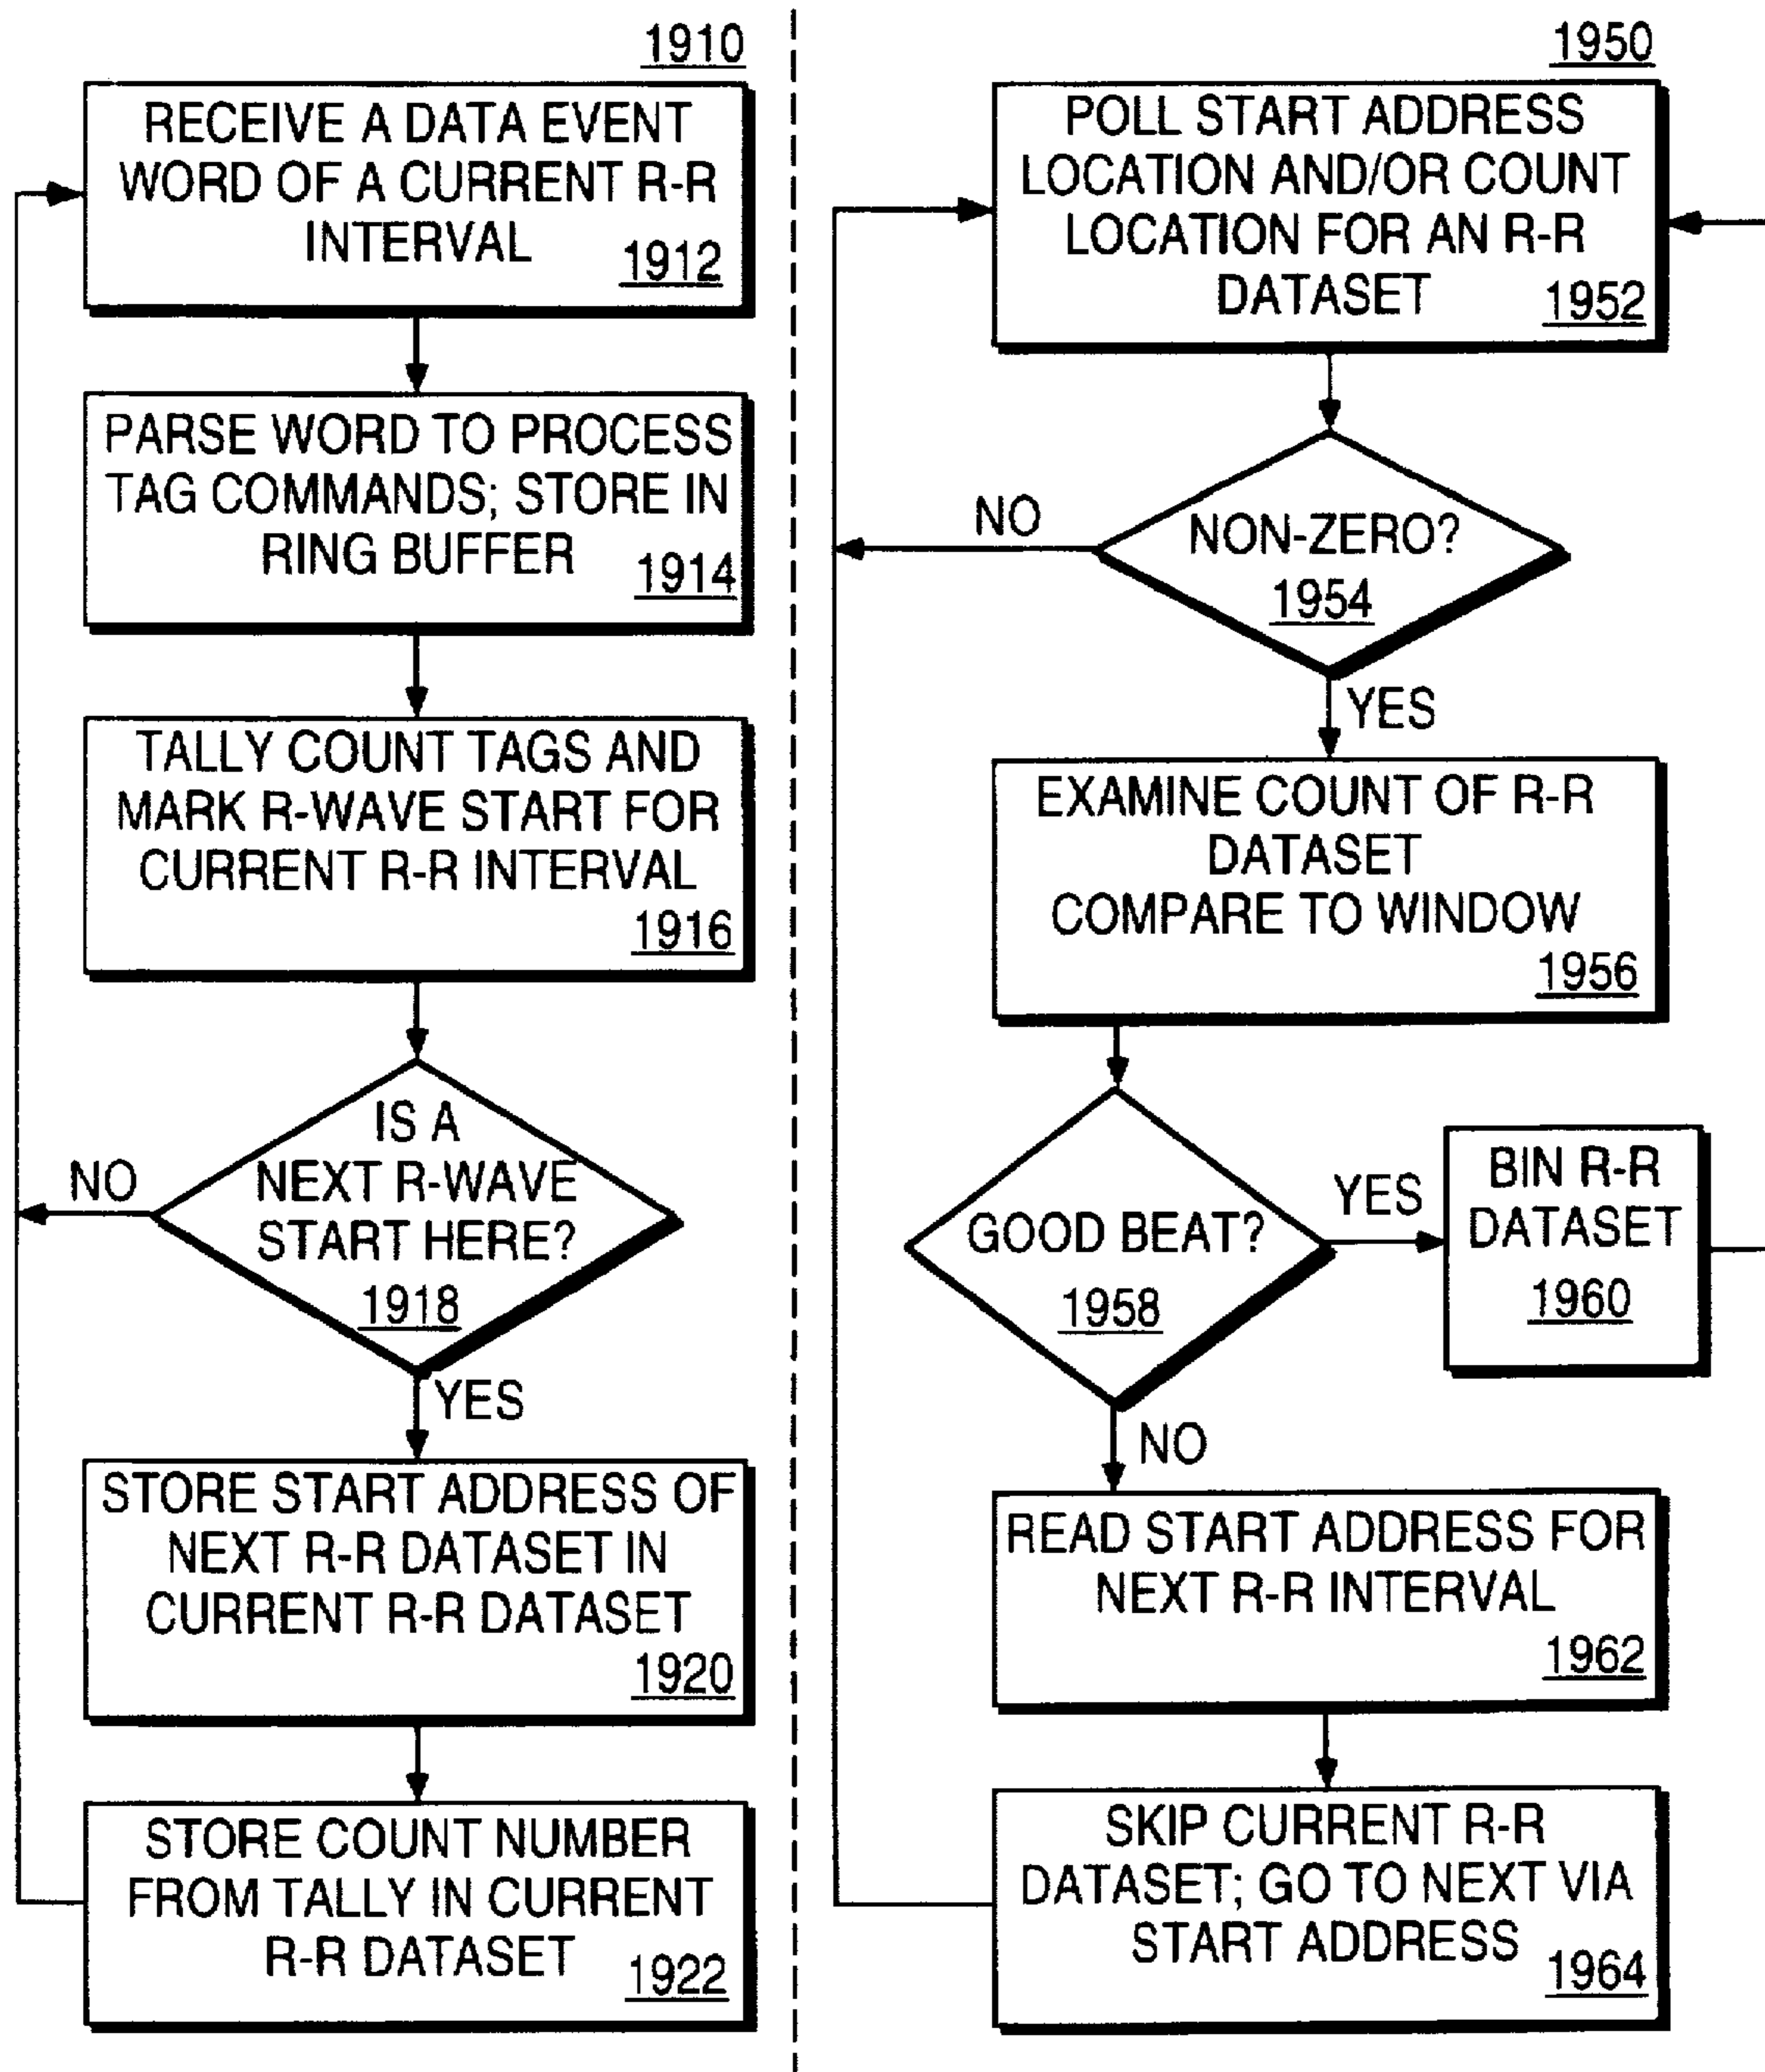 1910
RECEIVE A DATA EVENT
WORD OF A CURRENT R-R
INTERVAL
1912
PARSE WORD TO PROCESS
TAG COMMANDS; STORE IN
RING BUFFER
1914
TALLY COUNT TAGS AND
MARK R-WAVE START FOR
CURRENT R-R INTERVAL
1916
IS A
NEXT R-WAVE
START HERE?
1918
NO
YES
STORE START ADDRESS OF
NEXT R-R DATASET IN
CURRENT R-R DATASET
1920
STORE COUNT NUMBER
FROM TALLY IN CURRENT
R-R DATASET
1922
1950
POLL START ADDRESS
LOCATION AND/OR COUNT
LOCATION FOR AN R-R
DATASET
1952
NO
NON-ZERO?
1954
YES
EXAMINE COUNT OF R-R
DATASET
COMPARE TO WINDOW
1956
GOOD BEAT?
1958
YES
BIN R-R
DATASET
1960
NO
READ START ADDRESS FOR
NEXT R-R INTERVAL
1962
SKIP CURRENT R-R
DATASET; GO TO NEXT VIA
START ADDRESS
1964